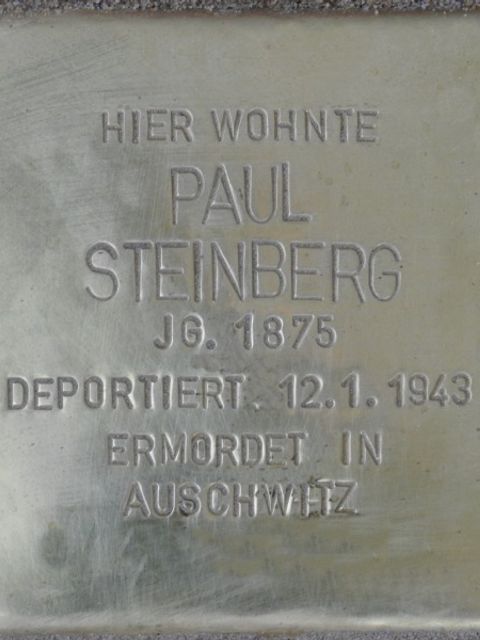 HIER WOHNTE
PAUL
STEINBERG
JG. 1875
DEPORTIERT 12.1.1943
ERMORDET IN
AUSCHWITZ